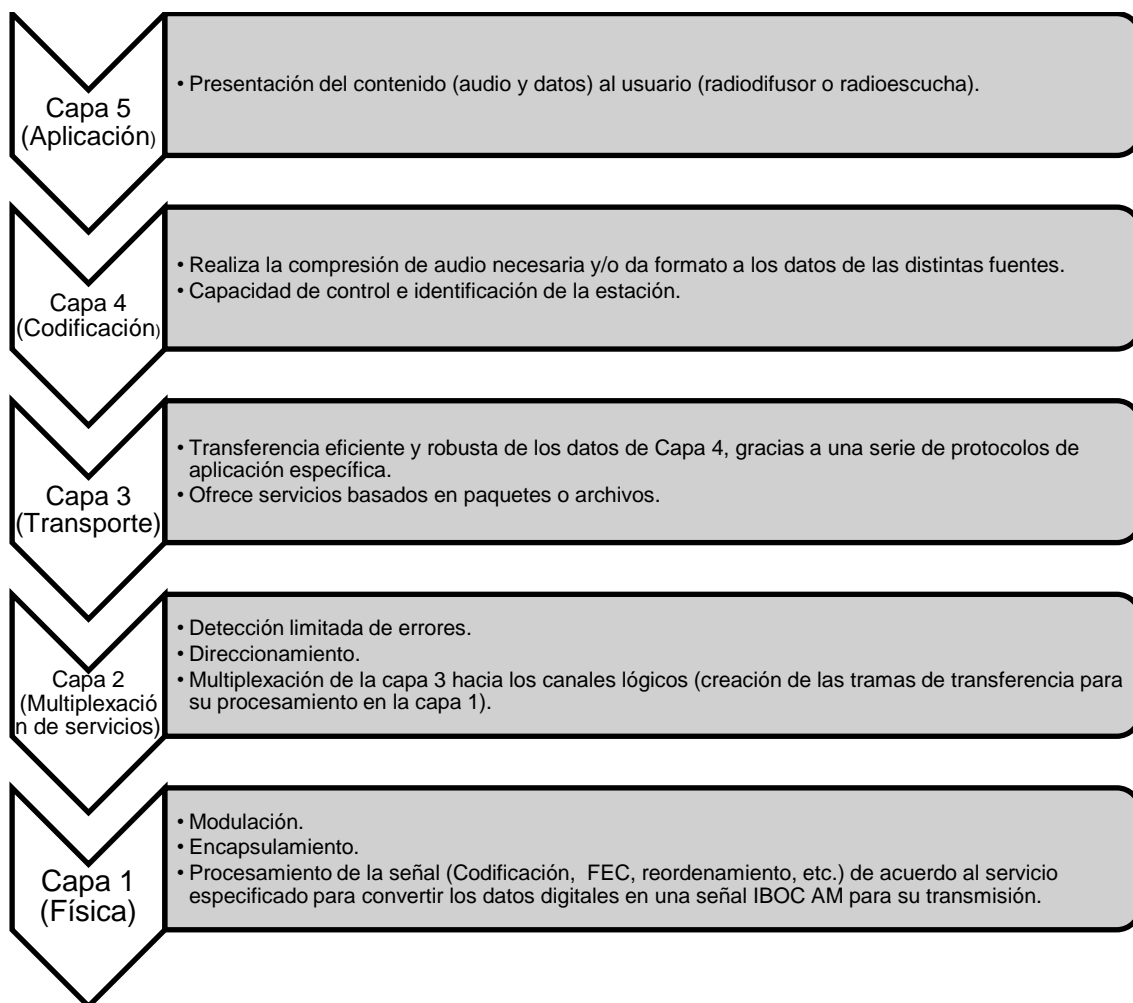 Capa 5
(Aplicación)
• Presentación del contenido (audio y datos) al usuario (radiodifusor o radioescucha).
Capa 4
(Codificación)
• Realiza la compresión de audio necesaria y/o da formato a los datos de las distintas fuentes.
• Capacidad de control e identificación de la estación.
Capa 3
(Transporte)
• Transferencia eficiente y robusta de los datos de Capa 4, gracias a una serie de protocolos de
aplicación específica.
• Ofrece servicios basados en paquetes o archivos.
Capa 2
(Multiplexació
n de servicios)
• Detección limitada de errores.
• Direccionamiento.
• Multiplexación de la capa 3 hacia los canales lógicos (creación de las tramas de transferencia para
su procesamiento en la capa 1).
Capa 1
(Física)
• Modulación.
• Encapsulamiento.
• Procesamiento de la señal (Codificación, FEC, reordenamiento, etc.) de acuerdo al servicio
especificado para convertir los datos digitales en una señal IBOC AM para su transmisión.